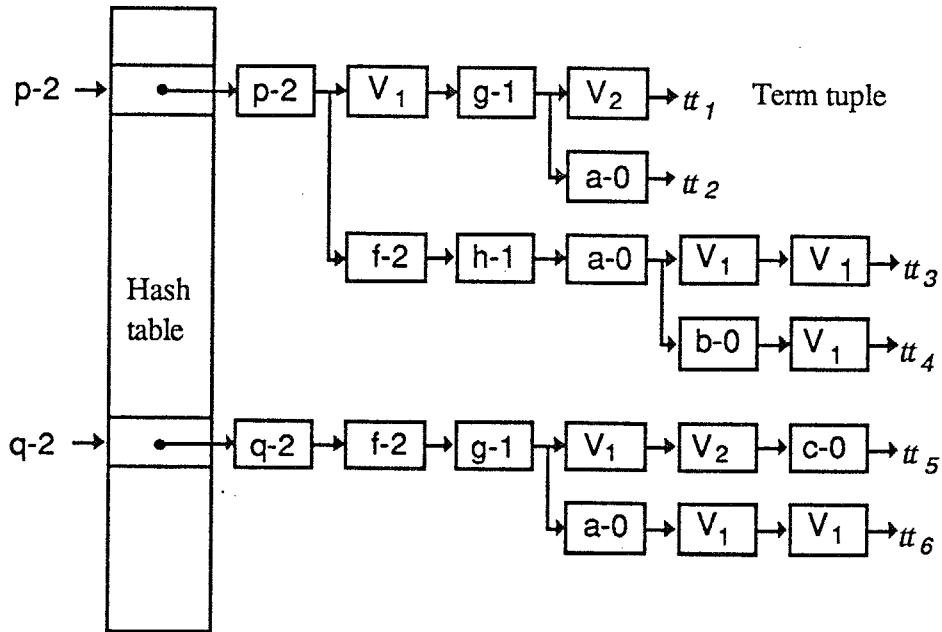 p-2 p-2 V1 g-1 V2 tt1 Term tuple
a-0 tt2
f-2 h-1 a-0 V1 V1 tt3
Hash
table
b-0 V1 tt4
q-2 q-2 f-2 g-1 V1 V2 c-0 tt5
a-0 V1 V1 tt6